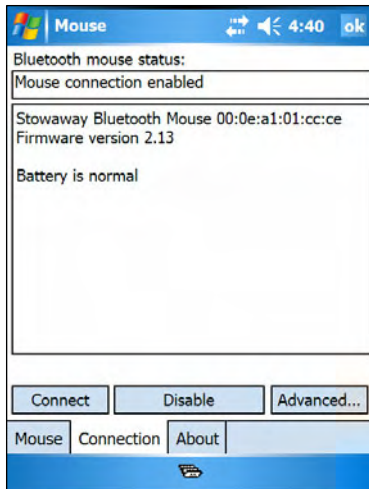 Mouse 4:40 ok
Bluetooth mouse status:
Mouse connection enabled
Stowaway Bluetooth Mouse 00:0e:a1:01:cc:ce
Firmware version 2.13
Battery is normal
Connect Disable Advanced...
Mouse Connection About